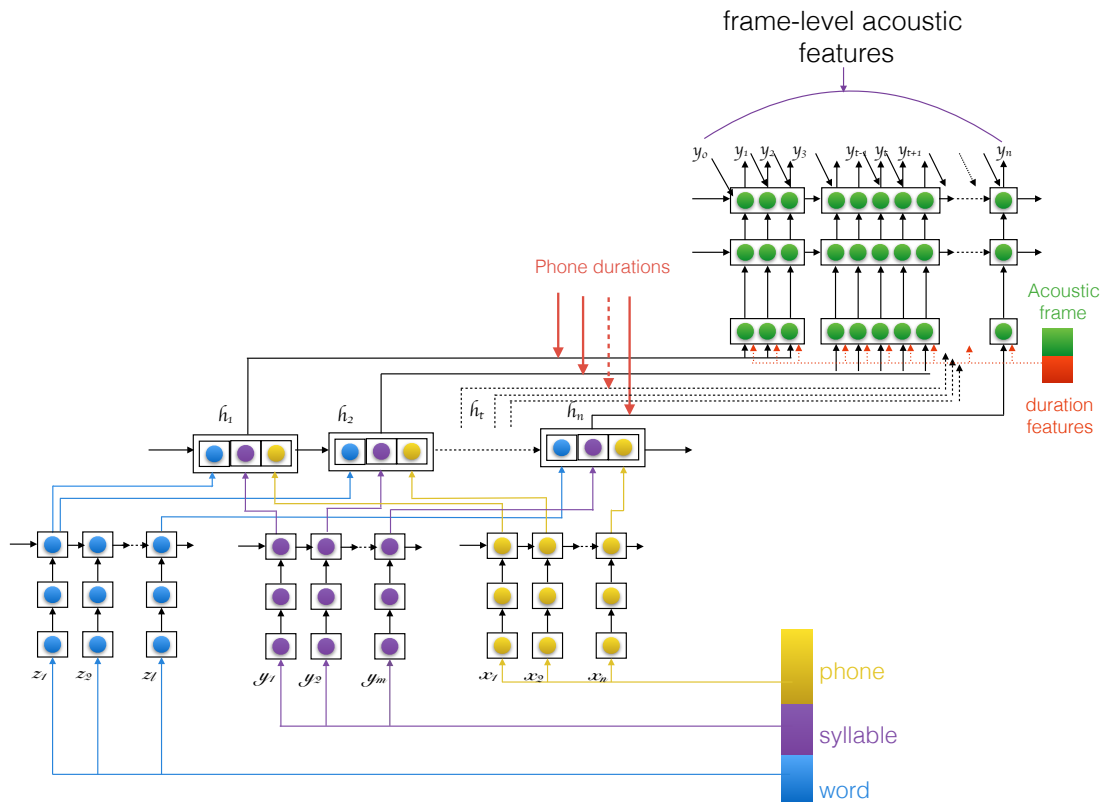 frame-level acoustic
features
y₀ y₁ y₂ y₃ yₜ₋₁ yₜ yₜ₊₁ yₙ
Phone durations
Acoustic
frame
duration
features
h₁ h₂ hₜ hₙ
z₁ z₂ z_l y₁ y₂ yₘ x₁ x₂ xₙ
phone
syllable
word